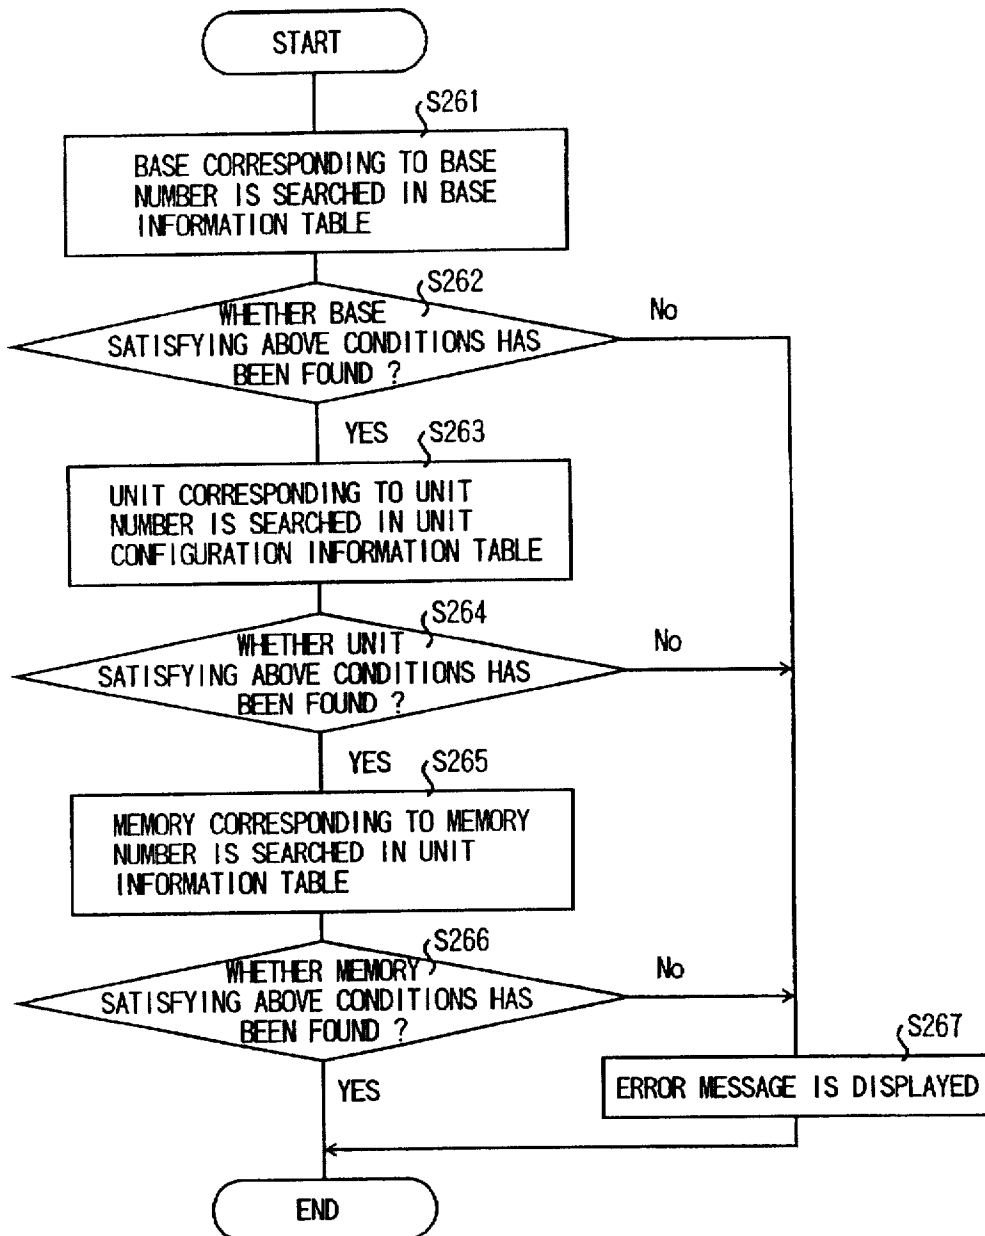 START
S261
BASE CORRESPONDING TO BASE
NUMBER IS SEARCHED IN BASE
INFORMATION TABLE
S262
WHETHER BASE
SATISFYING ABOVE CONDITIONS HAS
BEEN FOUND ?
No
YES
S263
UNIT CORRESPONDING TO UNIT
NUMBER IS SEARCHED IN UNIT
CONFIGURATION INFORMATION TABLE
S264
WHETHER UNIT
SATISFYING ABOVE CONDITIONS HAS
BEEN FOUND ?
No
YES
S265
MEMORY CORRESPONDING TO MEMORY
NUMBER IS SEARCHED IN UNIT
INFORMATION TABLE
S266
WHETHER MEMORY
SATISFYING ABOVE CONDITIONS HAS
BEEN FOUND ?
No
YES
S267
ERROR MESSAGE IS DISPLAYED
END